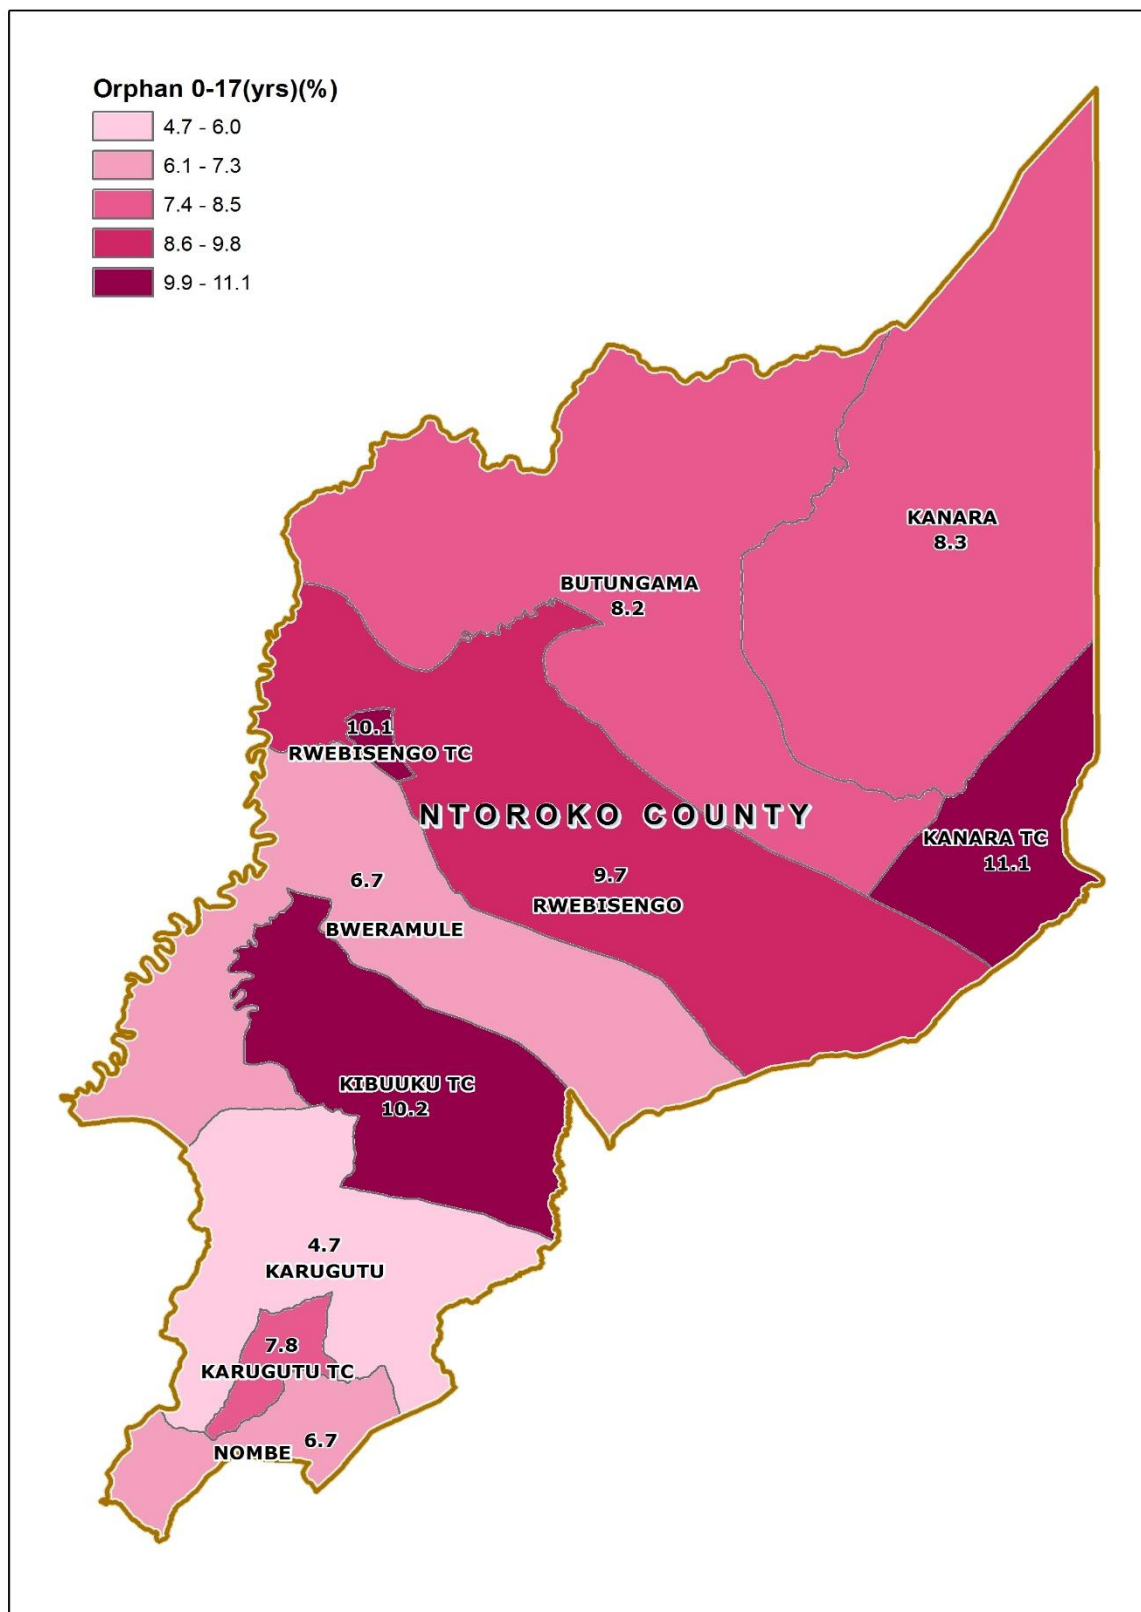 Orphan 0-17(yrs)(%)
4.7 - 6.0
6.1 - 7.3
7.4 - 8.5
8.6 - 9.8
9.9 - 11.1
KANARA
8.3
BUTUNGAMA
8.2
10.1
RWEBISENGO TC
NTOROKO COUNTY
KANARA TC
11.1
9.7
RWEBISENGO
6.7
BWERAMULE
KIBUUKU TC
10.2
4.7
KARUGUTU
7.8
KARUGUTU TC
NOMBE 6.7